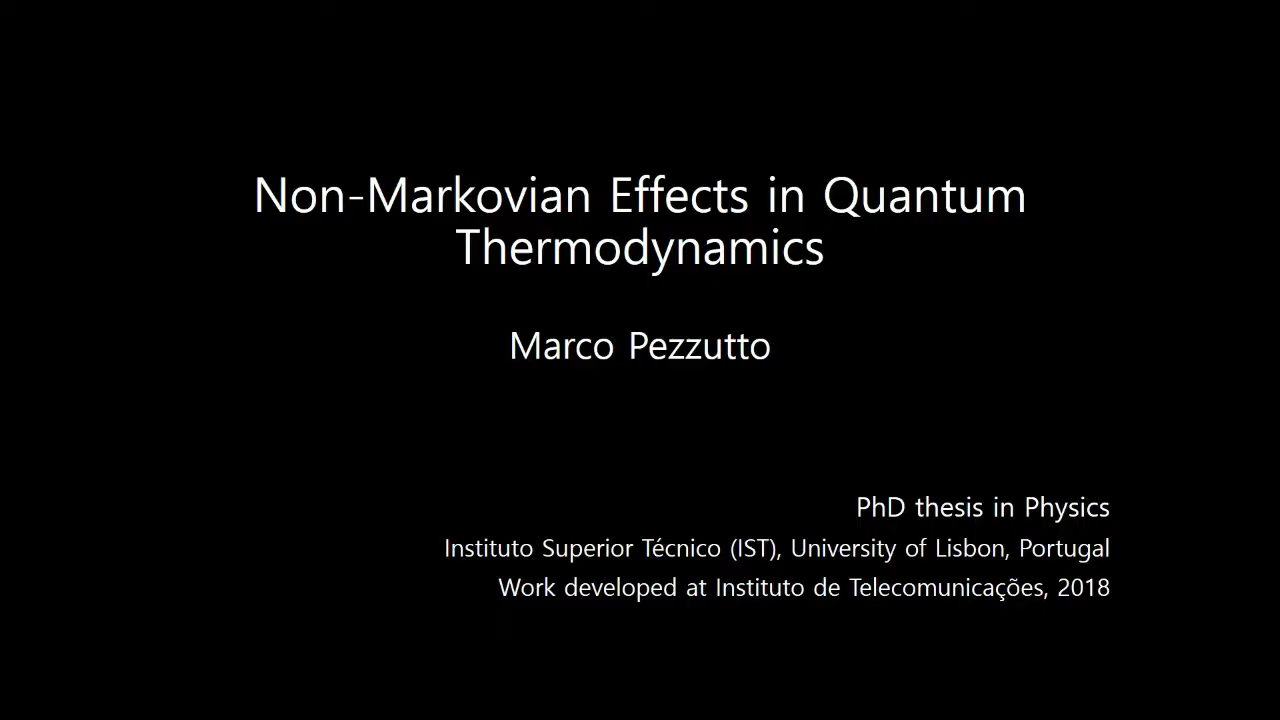 Non-Markovian Effects in Quantum
Thermodynamics
Marco Pezzutto
PhD thesis in Physics
Instituto Superior Técnico (IST), University of Lisbon, Portugal
Work developed at Instituto de Telecomunicações, 2018